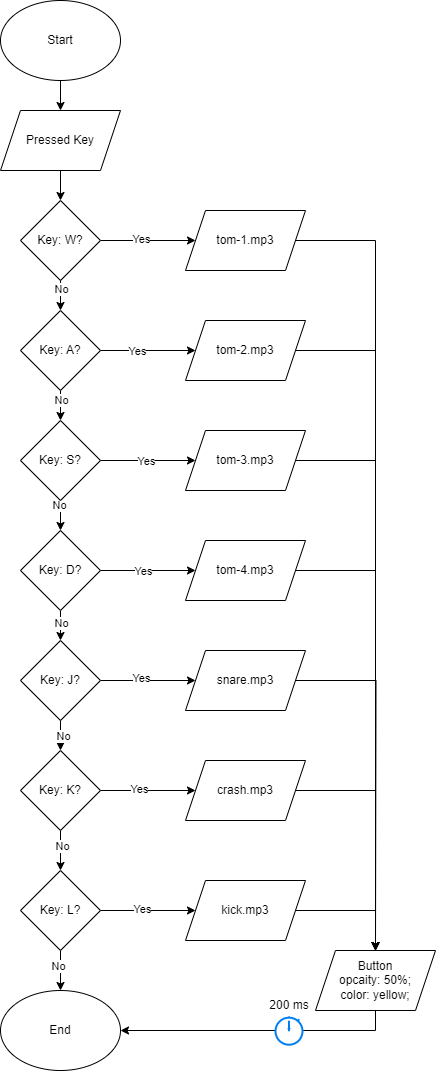 Start
Pressed Key
Key: W?
Yes
tom-1.mp3
No
Key: A?
Yes
tom-2.mp3
No
Key: S?
Yes
tom-3.mp3
No
Key: D?
Yes
tom-4.mp3
No
Key: J?
Yes
snare.mp3
No
Key: K?
Yes
crash.mp3
No
Key: L?
Yes
kick.mp3
No
Button
opcaity: 50%;
color: yellow;
200 ms
End